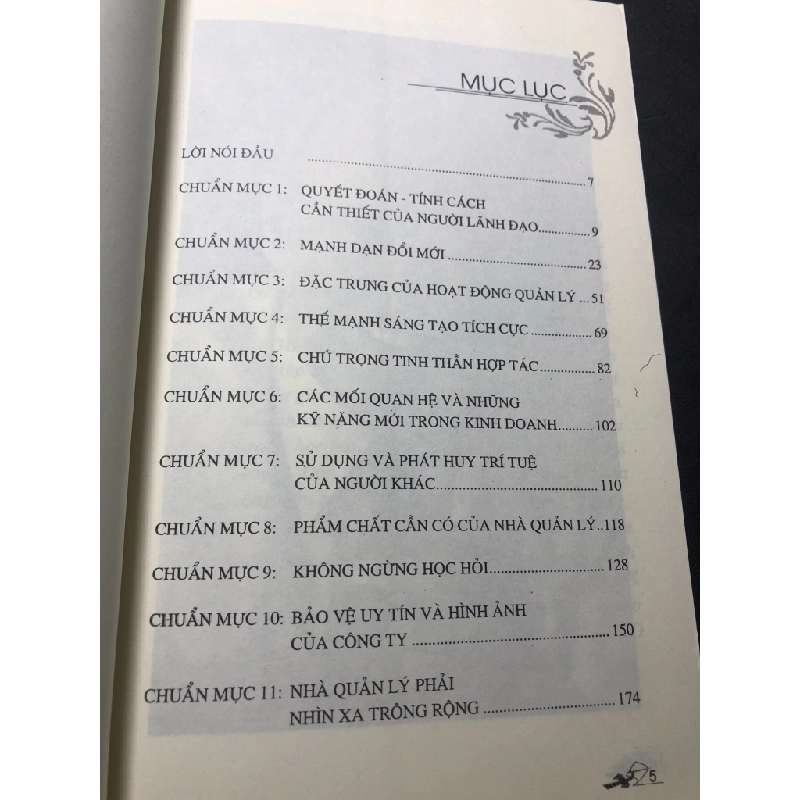 MỤC LỤC
LỜI NÓI ĐẦU ........................ 7
CHUẨN MỰC 1: QUYẾT ĐOÁN - TÍNH CÁCH
CẦN THIẾT CỦA NGƯỜI LÃNH ĐẠO............ 9
CHUẨN MỰC 2: MẠNH DẠN ĐỔI MỚI ........................ 23
CHUẨN MỰC 3: ĐẶC TRƯNG CỦA HOẠT ĐỘNG QUẢN LÝ ... 51
CHUẨN MỰC 4: THẾ MẠNH SÁNG TẠO TÍCH CỰC ............ 69
CHUẨN MỰC 5: CHÚ TRỌNG TINH THẦN HỢP TÁC............ 82
CHUẨN MỰC 6: CÁC MỐI QUAN HỆ VÀ NHỮNG
KỸ NĂNG MỚI TRONG KINH DOANH.......... 102
CHUẨN MỰC 7: SỬ DỤNG VÀ PHÁT HUY TRÍ TUỆ
CỦA NGƯỜI KHÁC........................ 110
CHUẨN MỰC 8: PHẨM CHẤT CẦN CÓ CỦA NHÀ QUẢN LÝ..118
CHUẨN MỰC 9: KHÔNG NGỪNG HỌC HỎI........................ 128
CHUẨN MỰC 10: BẢO VỆ UY TÍN VÀ HÌNH ẢNH
CỦA CÔNG TY ........................ 150
CHUẨN MỰC 11: NHÀ QUẢN LÝ PHẢI
NHÌN XA TRÔNG RỘNG ........................ 174
5